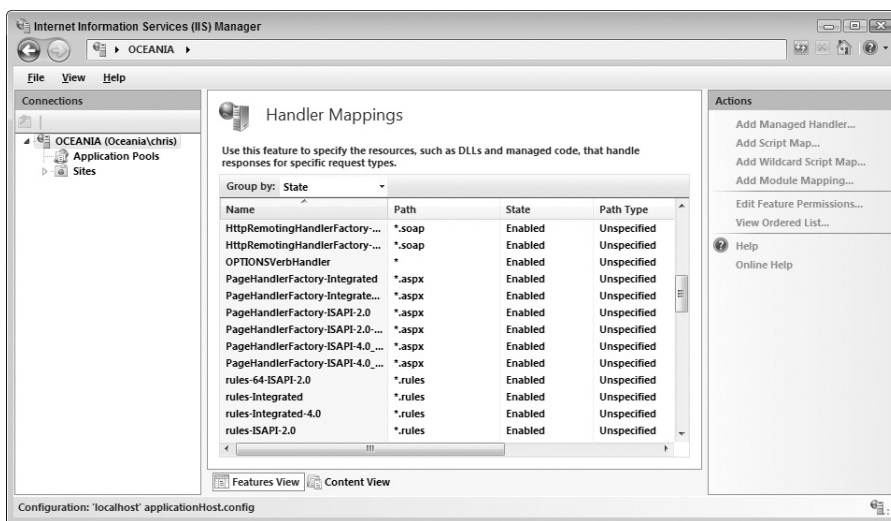 Internet Information Services (IIS) Manager
OCEANIA
File View Help
Connections
OCEANIA (Oceania\chris)
Application Pools
Sites
Handler Mappings
Use this feature to specify the resources, such as DLLs and managed code, that handle
responses for specific request types.
Group by: State
Name Path State Path Type
HttpRemotingHandlerFactory-... *.soap Enabled Unspecified
HttpRemotingHandlerFactory-... *.soap Enabled Unspecified
OPTIONSVerbHandler * Enabled Unspecified
PageHandlerFactory-Integrated *.aspx Enabled Unspecified
PageHandlerFactory-Integrate... *.aspx Enabled Unspecified
PageHandlerFactory-ISAPI-2.0 *.aspx Enabled Unspecified
PageHandlerFactory-ISAPI-2.0-... *.aspx Enabled Unspecified
PageHandlerFactory-ISAPI-4.0_... *.aspx Enabled Unspecified
PageHandlerFactory-ISAPI-4.0_... *.aspx Enabled Unspecified
rules-64-ISAPI-2.0 *.rules Enabled Unspecified
rules-Integrated *.rules Enabled Unspecified
rules-Integrated-4.0 *.rules Enabled Unspecified
rules-ISAPI-2.0 *.rules Enabled Unspecified
Features View Content View
Actions
Add Managed Handler...
Add Script Map...
Add Wildcard Script Map...
Add Module Mapping...
Edit Feature Permissions...
View Ordered List...
Help
Online Help
Configuration: 'localhost' applicationHost.config